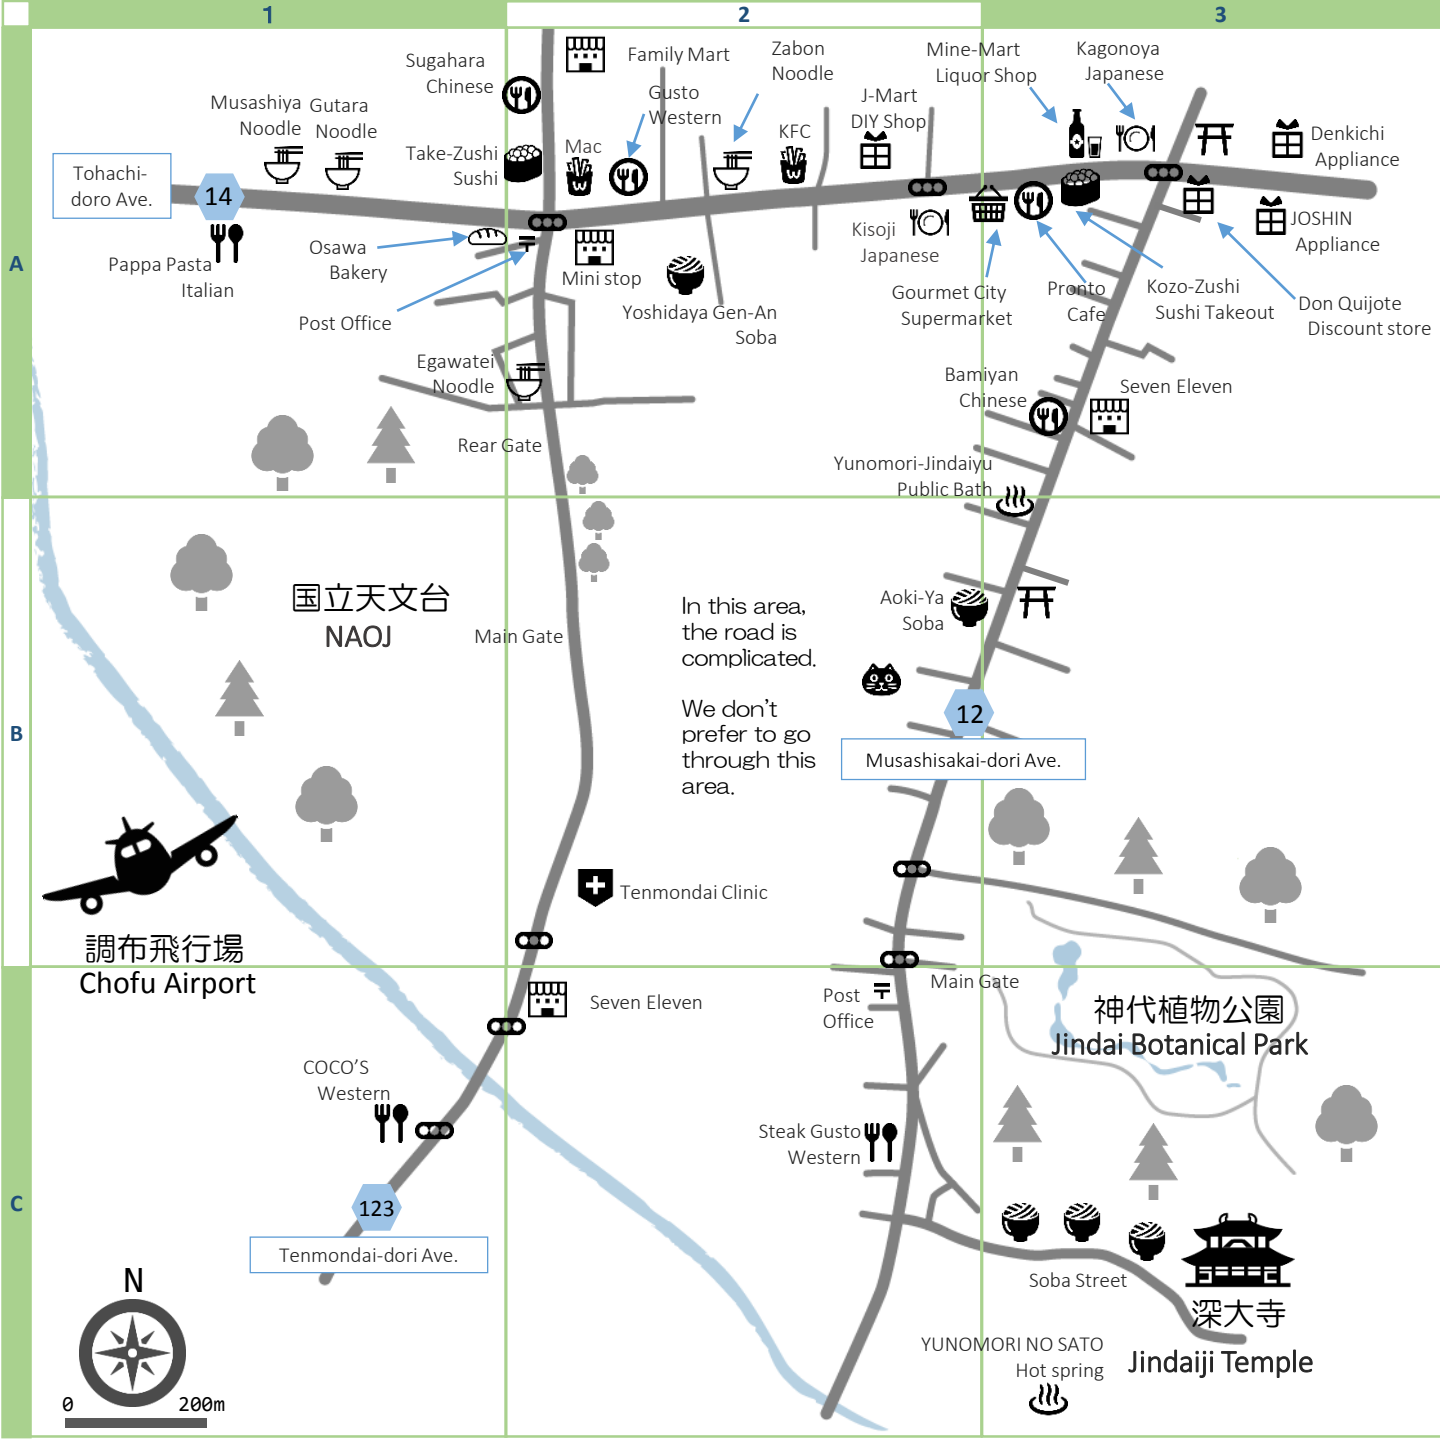 1
2
3
A
B
C
Sugahara
Chinese
Family Mart
Zabon
Noodle
Mine-Mart
Liquor Shop
Kagonoya
Japanese
Musashiya
Noodle
Gutara
Noodle
Gusto
Western
J-Mart
DIY Shop
KFC
Mac
Denkichi
Appliance
Take-Zushi
Sushi
Tohachi-
doro Ave.
14
Pappa Pasta
Italian
Osawa
Bakery
Post Office
Mini stop
Yoshidaya Gen-An
Soba
Kisoji
Japanese
Gourmet City
Supermarket
Pronto
Cafe
Kozo-Zushi
Sushi Takeout
JOSHIN
Appliance
Don Quijote
Discount store
Egawatei
Noodle
Bamiyan
Chinese
Seven Eleven
Rear Gate
Yunomori-Jindaiyu
Public Bath
国立天文台
NAOJ
Main Gate
In this area,
the road is
complicated.
We don't
prefer to go
through this
area.
Aoki-Ya
Soba
12
Musashisakai-dori Ave.
Tenmondai Clinic
調布飛行場
Chofu Airport
Seven Eleven
Post
Office
Main Gate
神代植物公園
Jindai Botanical Park
COCO'S
Western
Steak Gusto
Western
123
Tenmondai-dori Ave.
Soba Street
深大寺
Jindaiji Temple
YUNOMORI NO SATO
Hot spring
N
0
200m